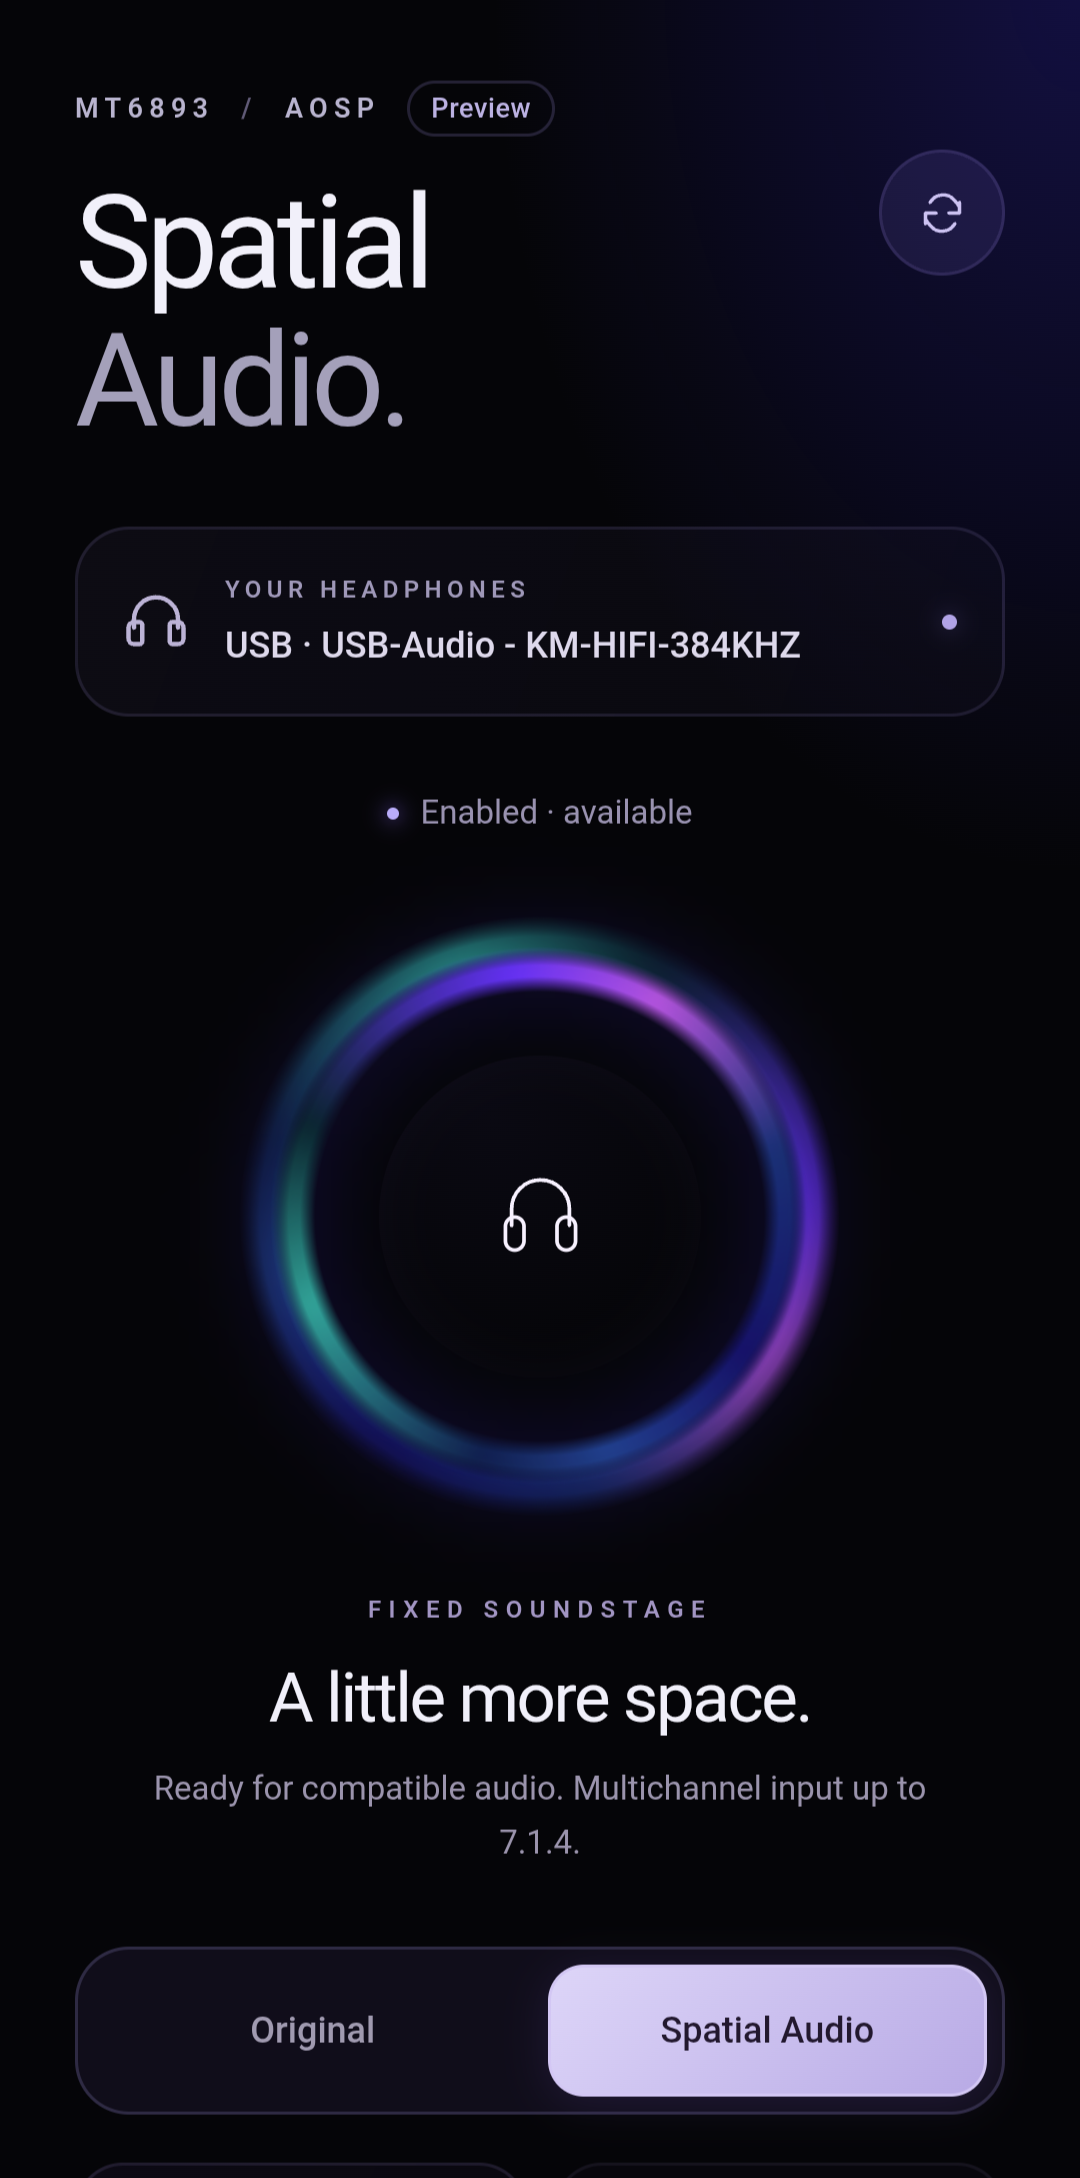 MT6893 / AOSP Preview
Spatial
Audio.
YOUR HEADPHONES
USB · USB-Audio - KM-HIFI-384KHZ
Enabled · available
FIXED SOUNDSTAGE
A little more space.
Ready for compatible audio. Multichannel input up to
7.1.4.
Original Spatial Audio